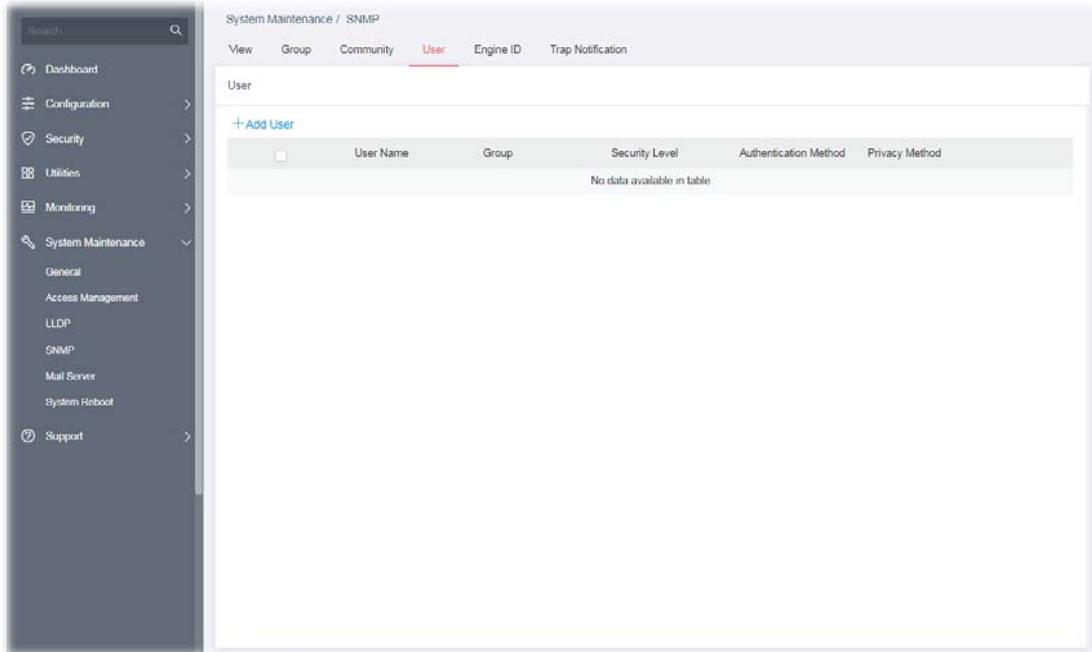 Search
Dashboard
Configuration
Security
Utilities
Monitoring
System Maintenance
General
Access Management
LLDP
SNMP
Mail Server
System Reboot
Support
System Maintenance / SNMP
View Group Community User Engine ID Trap Notification
User
+Add User
User Name Group Security Level Authentication Method Privacy Method
No data available in table